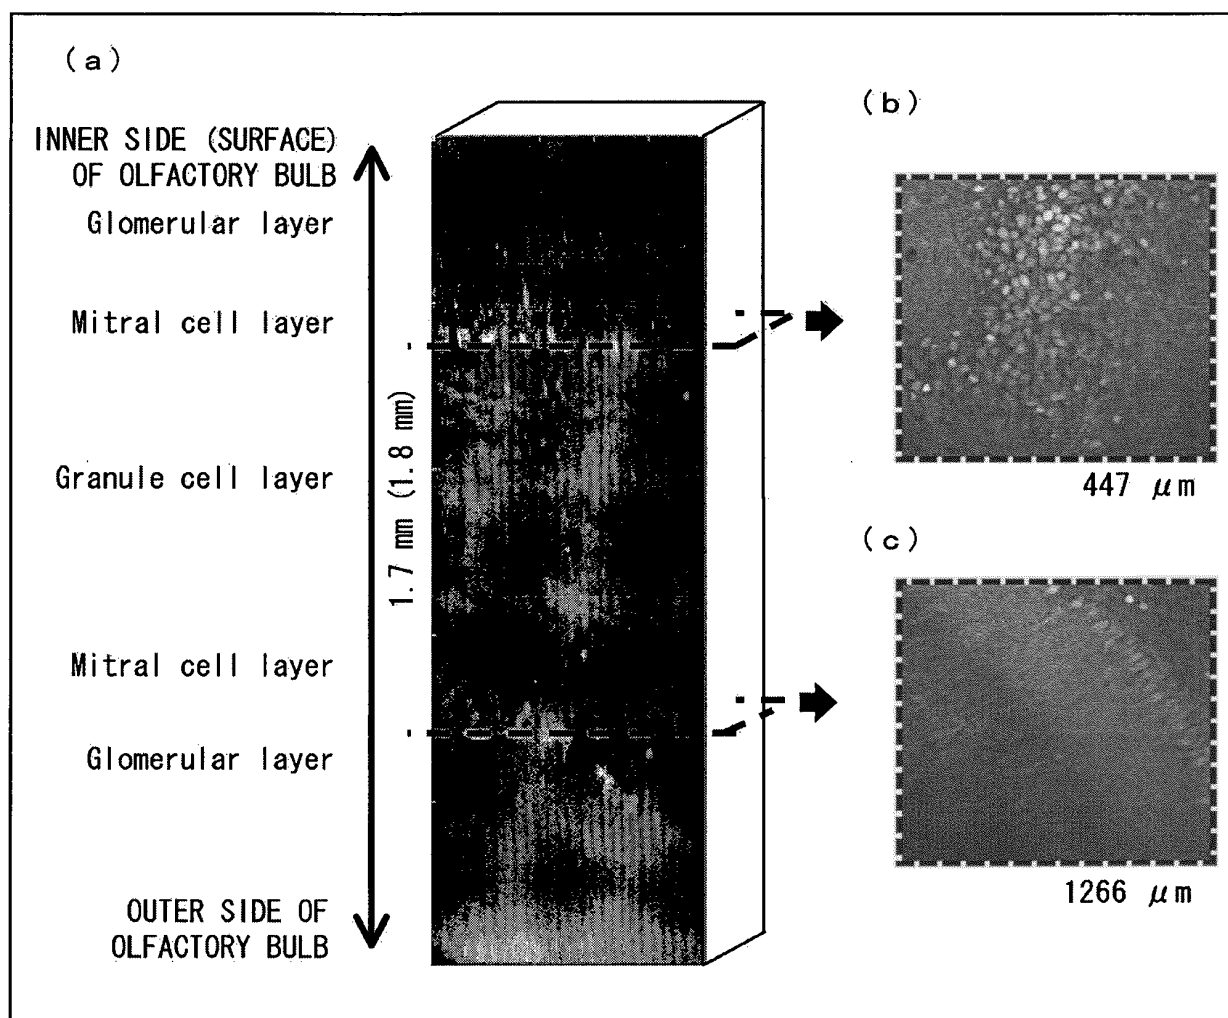 (a)
INNER SIDE (SURFACE)
OF OLFACTORY BULB
Glomerular layer
Mitral cell layer
Granule cell layer
1.7 mm (1.8 mm)
Mitral cell layer
Glomerular layer
OUTER SIDE OF
OLFACTORY BULB
(b)
447 μm
(c)
1266 μm